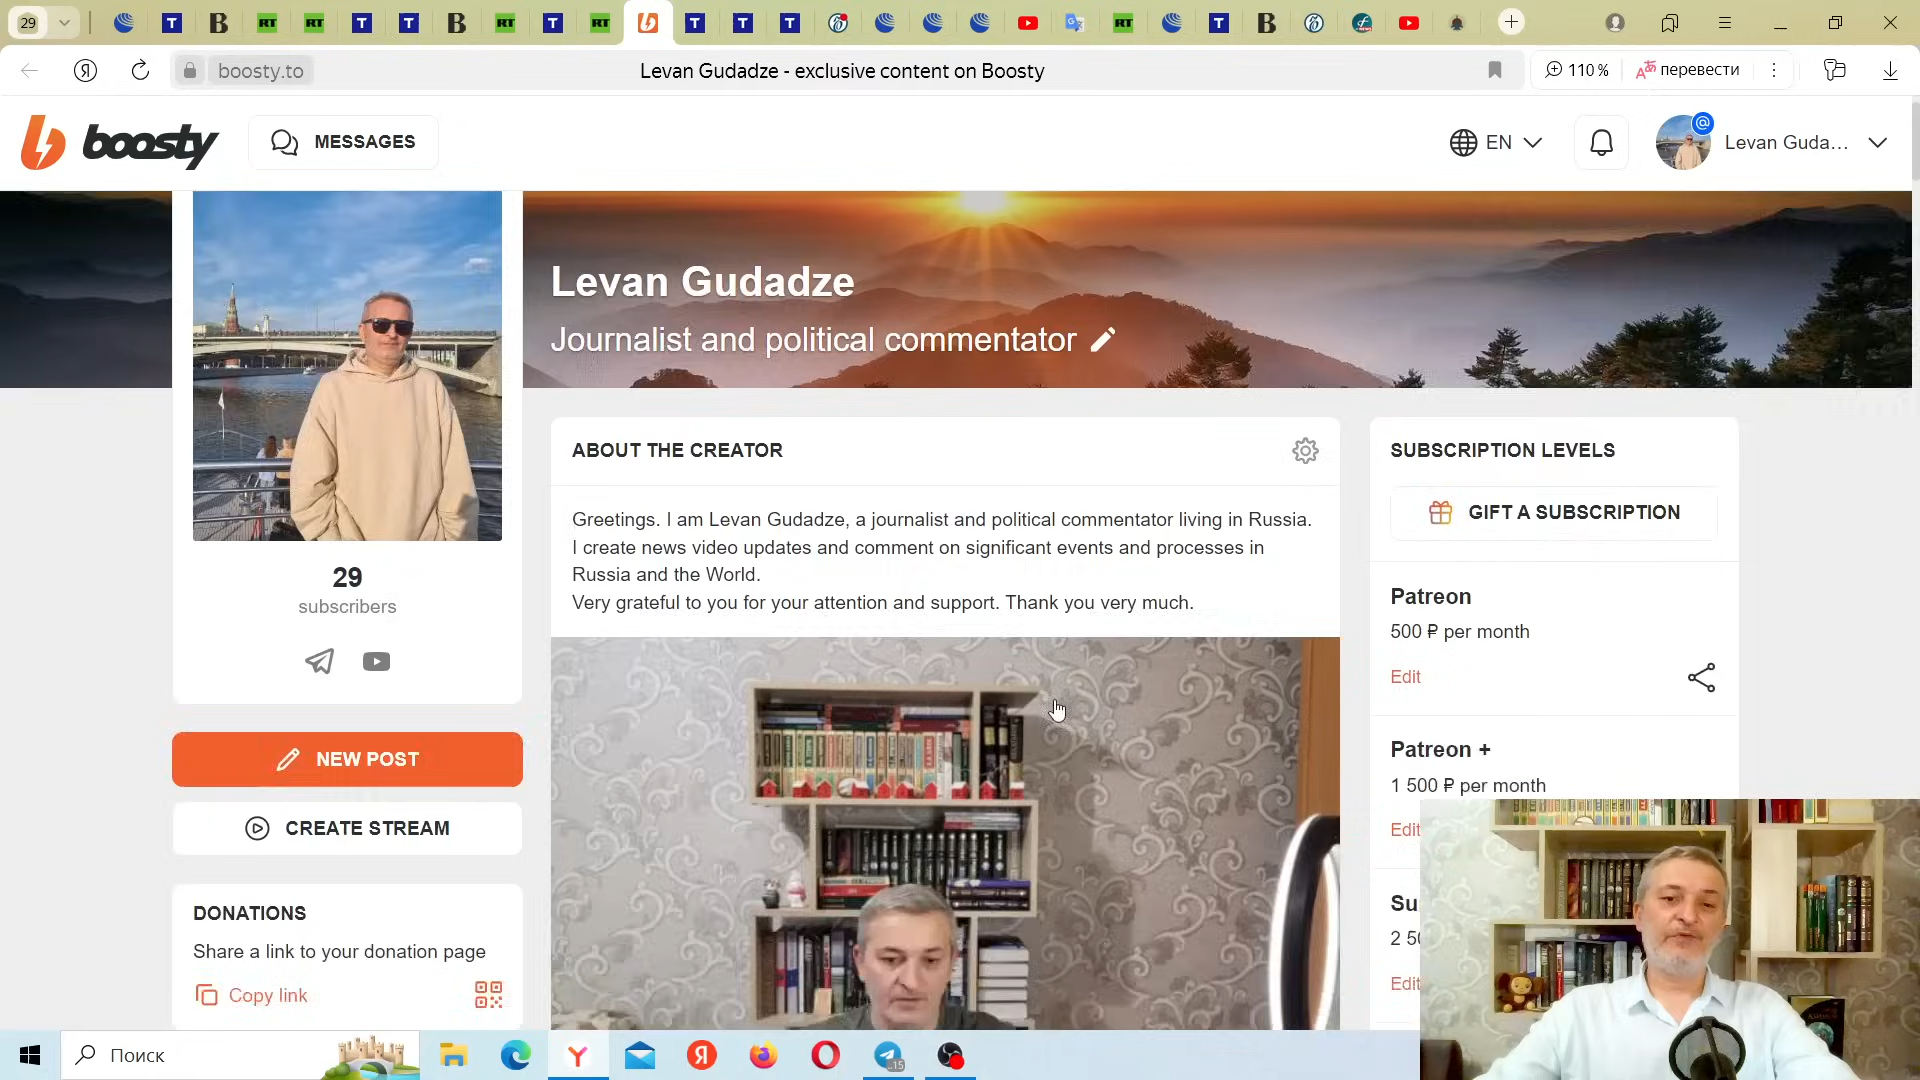 29
boosty.to
Levan Gudadze - exclusive content on Boosty
110 %
перевести
boosty
MESSAGES
EN
Levan Guda...
Levan Gudadze
Journalist and political commentator
29
subscribers
NEW POST
CREATE STREAM
DONATIONS
Share a link to your donation page
Copy link
ABOUT THE CREATOR
Greetings. I am Levan Gudadze, a journalist and political commentator living in Russia.
I create news video updates and comment on significant events and processes in
Russia and the World.
Very grateful to you for your attention and support. Thank you very much.
SUBSCRIPTION LEVELS
GIFT A SUBSCRIPTION
Patreon
500 ₽ per month
Edit
Patreon +
1 500 ₽ per month
Edit
Su
2 50
Edit
Поиск
15